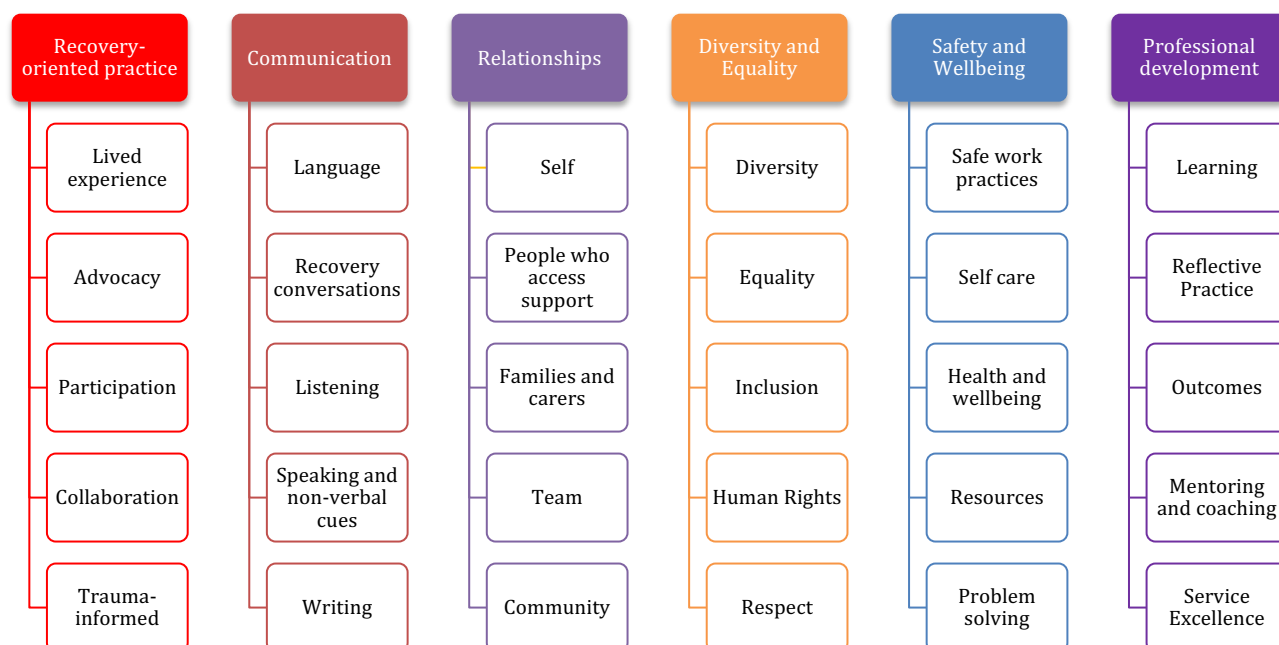 Recovery-
oriented practice
Lived
experience
Advocacy
Participation
Collaboration
Trauma-
informed
Communication
Language
Recovery
conversations
Listening
Speaking and
non-verbal
cues
Writing
Relationships
Self
People who
access
support
Families and
carers
Team
Community
Diversity and
Equality
Diversity
Equality
Inclusion
Human Rights
Respect
Safety and
Wellbeing
Safe work
practices
Self care
Health and
wellbeing
Resources
Problem
solving
Professional
development
Learning
Reflective
Practice
Outcomes
Mentoring
and coaching
Service
Excellence